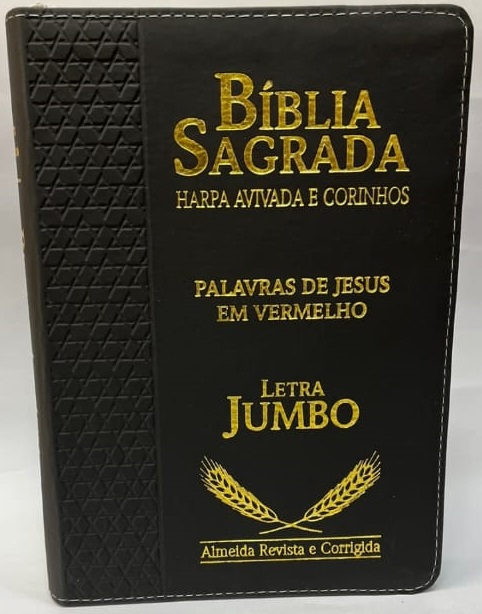 BÍBLIA
SAGRADA
HARPA AVIVADA E CORINHOS
PALAVRAS DE JESUS
EM VERMELHO
LETRA
JUMBO
Almeida Revista e Corrigida